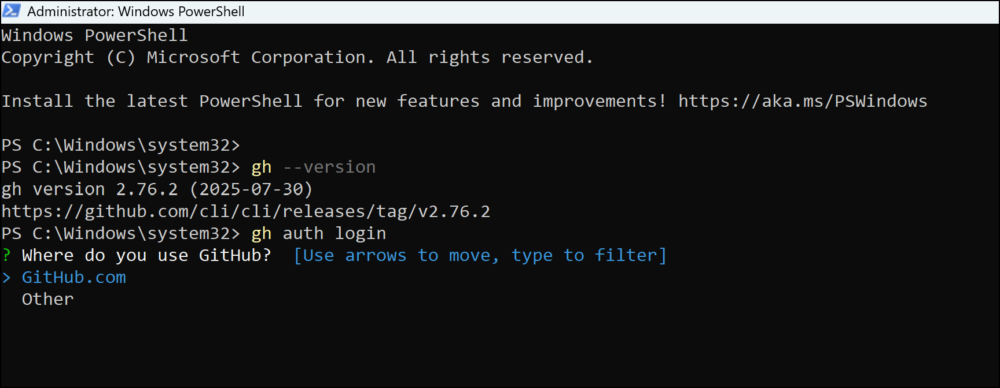 Administrator: Windows PowerShell
Windows PowerShell
Copyright (C) Microsoft Corporation. All rights reserved.
Install the latest PowerShell for new features and improvements! https://aka.ms/PSWindows
PS C:\Windows\system32>
PS C:\Windows\system32> gh --version
gh version 2.76.2 (2025-07-30)
https://github.com/cli/cli/releases/tag/v2.76.2
PS C:\Windows\system32> gh auth login
? Where do you use GitHub?  [Use arrows to move, type to filter]
> GitHub.com
  Other